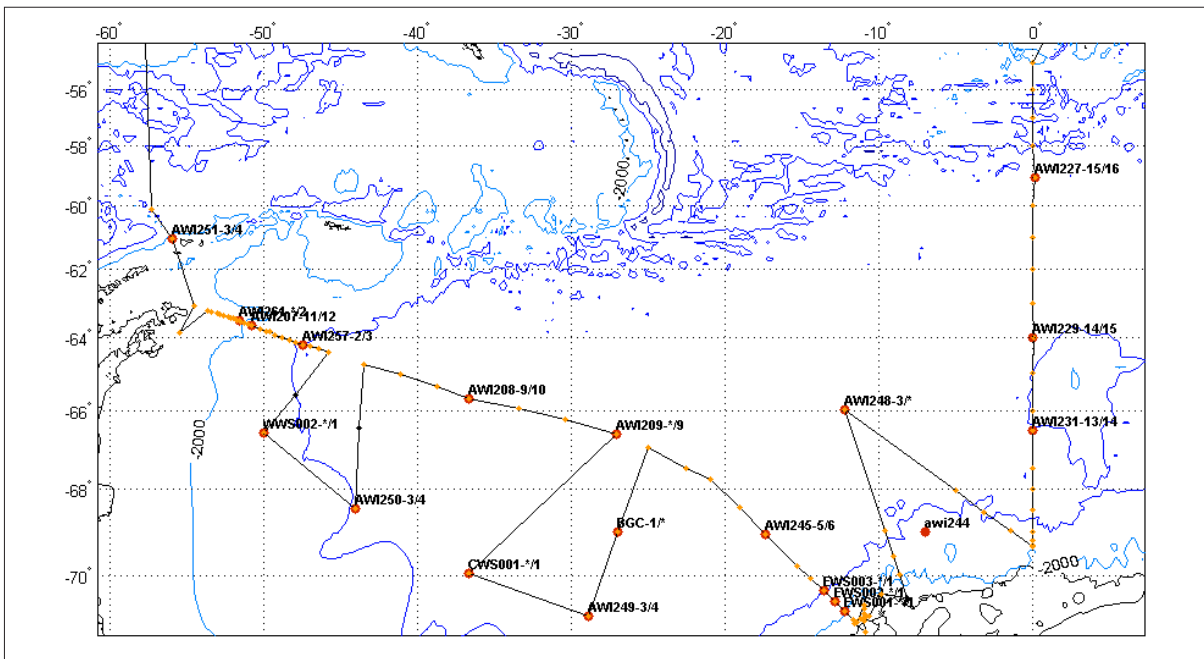 -60° -50° -40° -30° -20° -10° 0°
-56°
-58°
-2000
AWI227-15/16
-60°
AWI251-3/4
-62°
AWI207-11/12
AWI257-2/3
AWI229-14/15
-64°
AWI208-9/10
AWI248-3/*
-66°
WWS002-*/1
AWI209-*/9
AWI231-13/14
-2000
-68°
AWI250-3/4
BGC-1/*
AWI245-5/6
awi244
CWS001-*/1
-2000
-70°
EWS003-*/1
AWI249-3/4